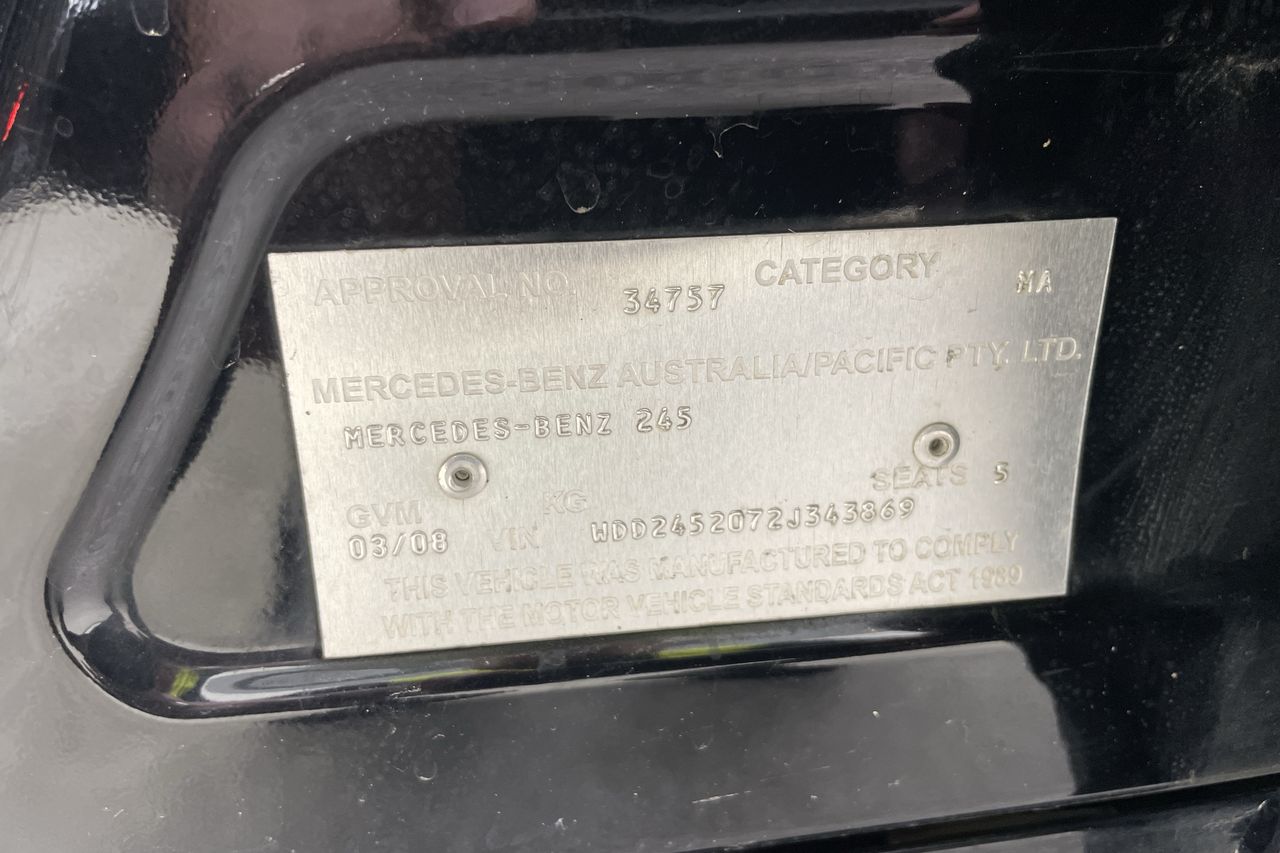 APPROVAL NO. 34757 CATEGORY MA
MERCEDES-BENZ AUSTRALIA/PACIFIC PTY. LTD.
MERCEDES-BENZ 245
GVM KG SEATS 5
03/08 VIN WDD2452072J343869
THIS VEHICLE WAS MANUFACTURED TO COMPLY
WITH THE MOTOR VEHICLE STANDARDS ACT 1989